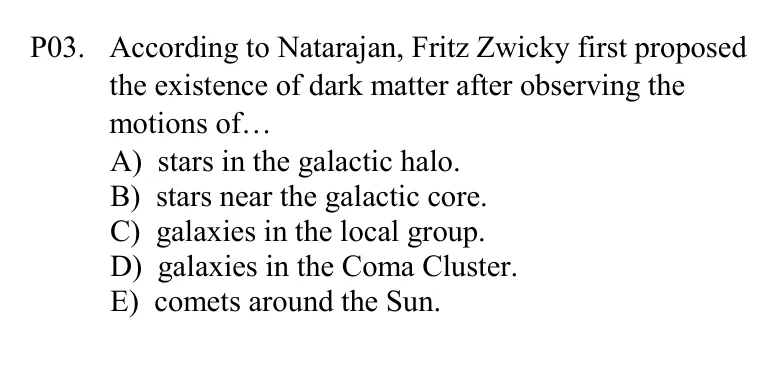 P03. According to Natarajan, Fritz Zwicky first proposed
the existence of dark matter after observing the
motions of…
A) stars in the galactic halo.
B) stars near the galactic core.
C) galaxies in the local group.
D) galaxies in the Coma Cluster.
E) comets around the Sun.